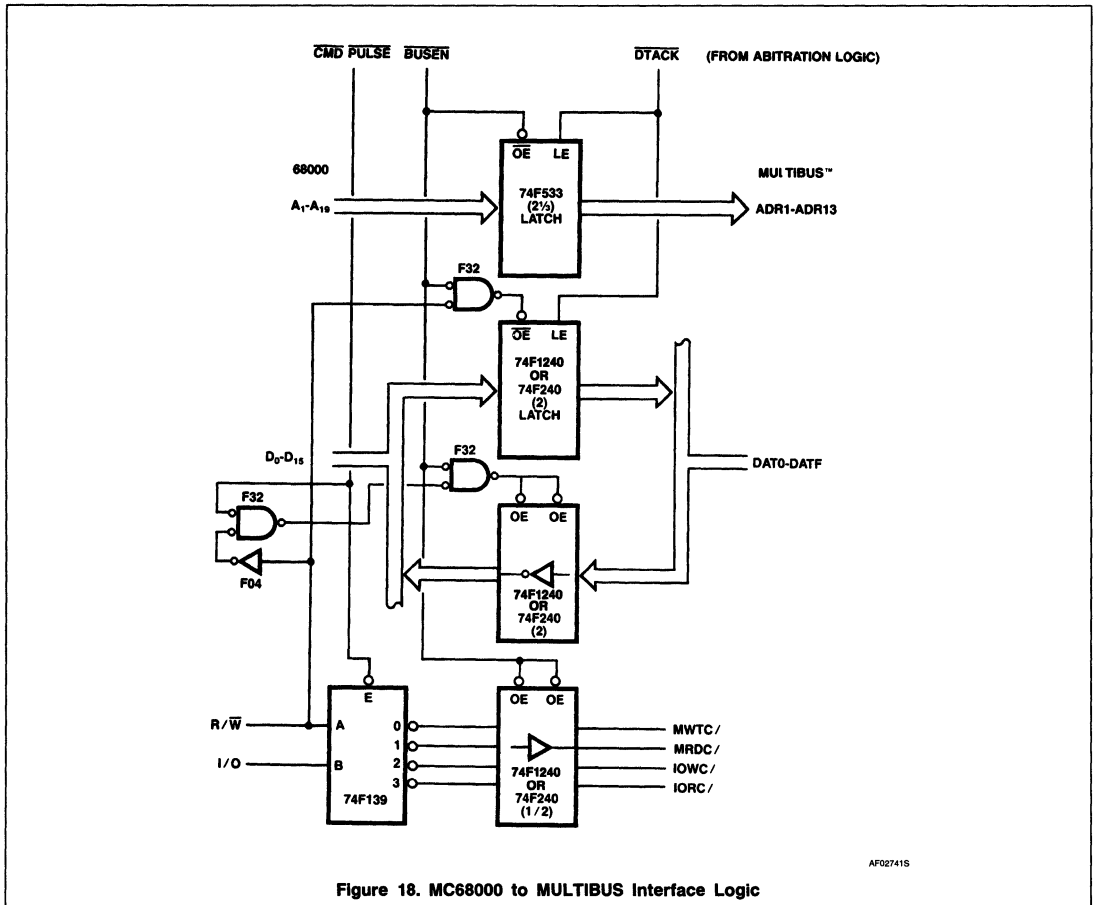 CMD PULSE BUSEN DTACK (FROM ABITRATION LOGIC)
OE LE
68000
MULTIBUS™
74F533
(2⅓)
LATCH
A1-A19
ADR1-ADR13
F32
OE LE
74F1240
OR
74F240
(2)
LATCH
F32
D0-D15
DAT0-DATF
OE OE
F32
F04
74F1240
OR
74F240
(2)
E
OE OE
R/W A 0 MWTC/
1 MRDC/
I/O B 2 IOWC/
3 IORC/
74F139
74F1240
OR
74F240
(1/2)
AF02741S
Figure 18. MC68000 to MULTIBUS Interface Logic